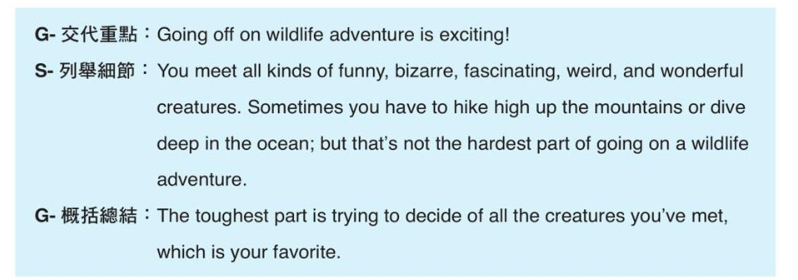 G- 交代重點：Going off on wildlife adventure is exciting!
S- 列舉細節：You meet all kinds of funny, bizarre, fascinating, weird, and wonderful
creatures. Sometimes you have to hike high up the mountains or dive
deep in the ocean; but that’s not the hardest part of going on a wildlife
adventure.
G- 概括總結：The toughest part is trying to decide of all the creatures you’ve met,
which is your favorite.